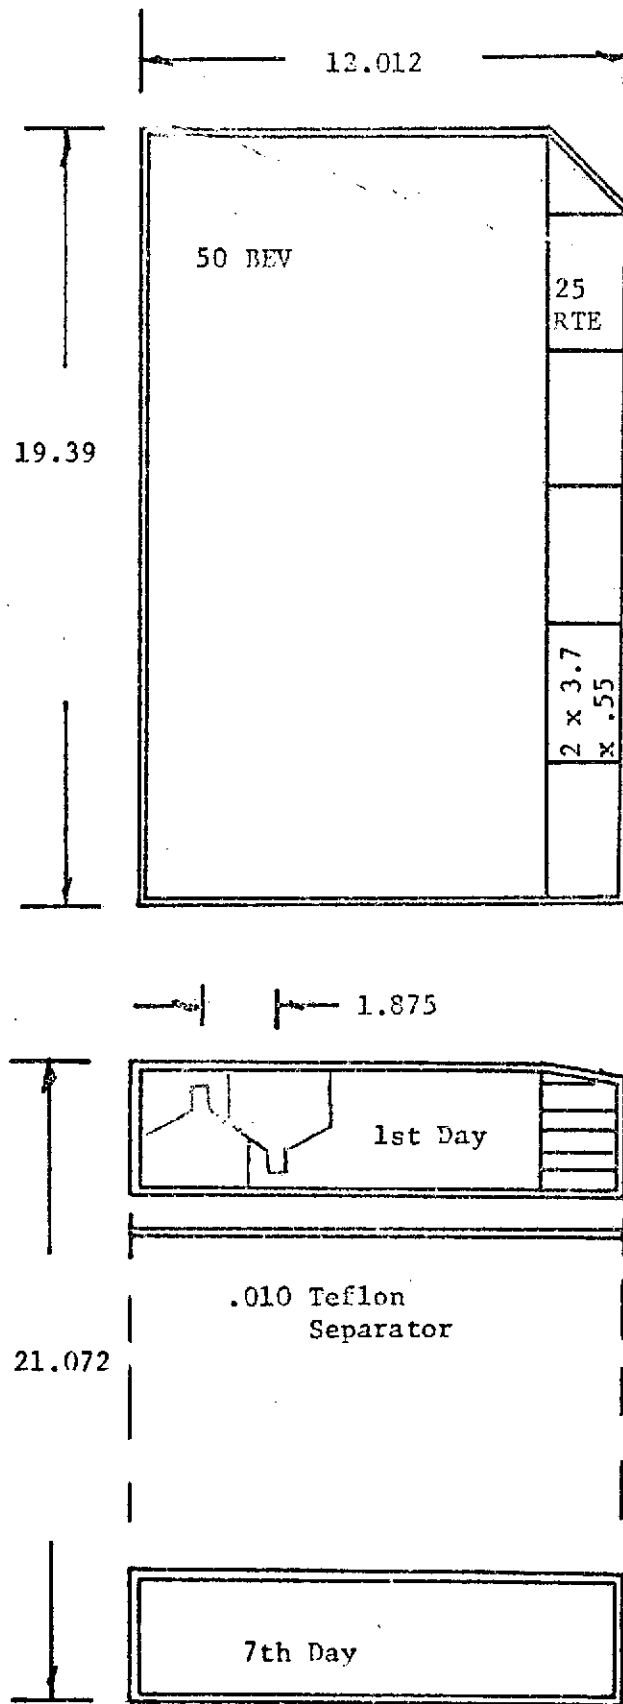 12.012
50 BEV
25
RTE
19.39
2 x 3.7
x .55
1.875
1st Day
.010 Teflon
Separator
21.072
7th Day